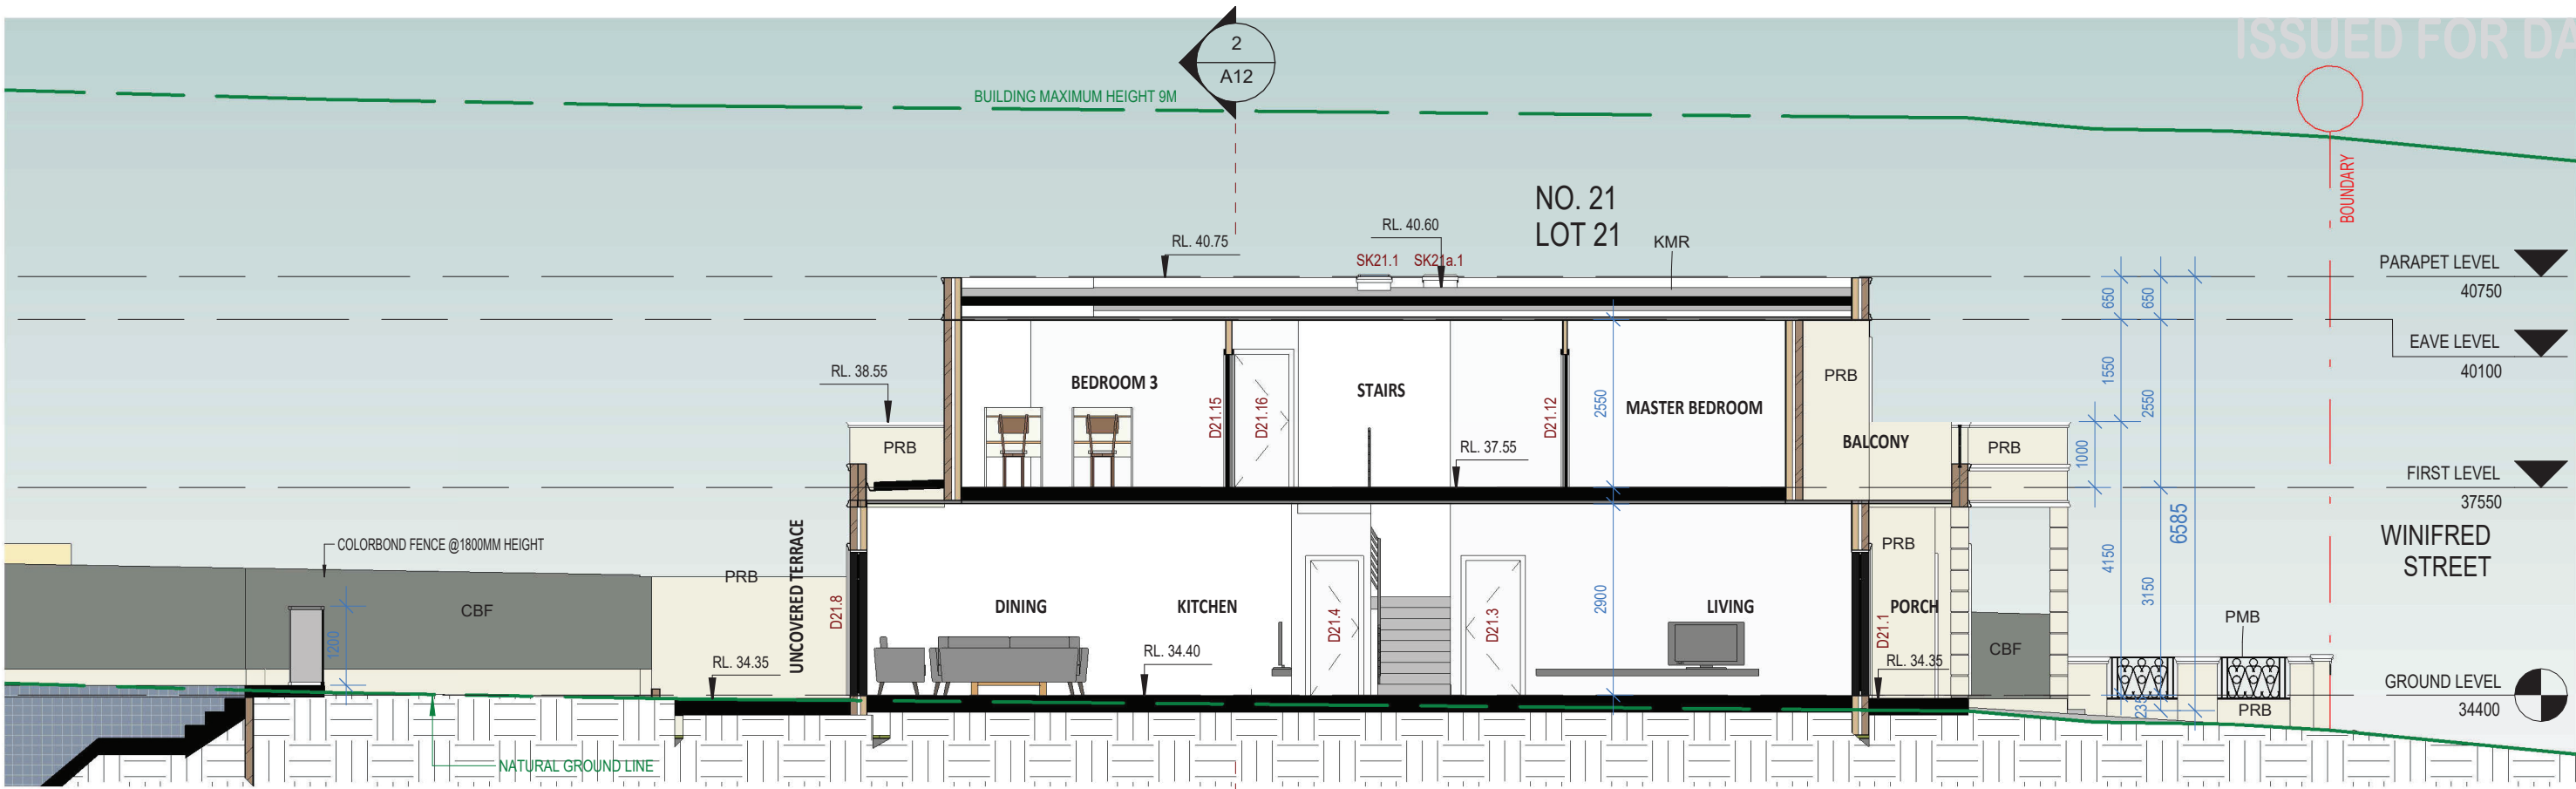 ISSUED FOR DA
2
A12
BUILDING MAXIMUM HEIGHT 9M
BOUNDARY
NO. 21
LOT 21
RL. 40.75
RL. 40.60
KMR
SK21.1
SK21a.1
PARAPET LEVEL
40750
650
650
EAVE LEVEL
40100
RL. 38.55
BEDROOM 3
D21.15
D21.16
STAIRS
D21.12
2550
MASTER BEDROOM
PRB
1550
2550
PRB
RL. 37.55
BALCONY
PRB
1000
FIRST LEVEL
37550
6585
WINIFRED
STREET
COLORBOND FENCE @1800MM HEIGHT
PRB
UNCOVERED TERRACE
D21.8
PRB
4150
3150
CBF
1200
DINING
KITCHEN
D21.4
D21.3
2900
LIVING
D21.1
PORCH
CBF
PMB
RL. 34.35
RL. 34.40
RL. 34.35
GROUND LEVEL
34400
235
PRB
NATURAL GROUND LINE